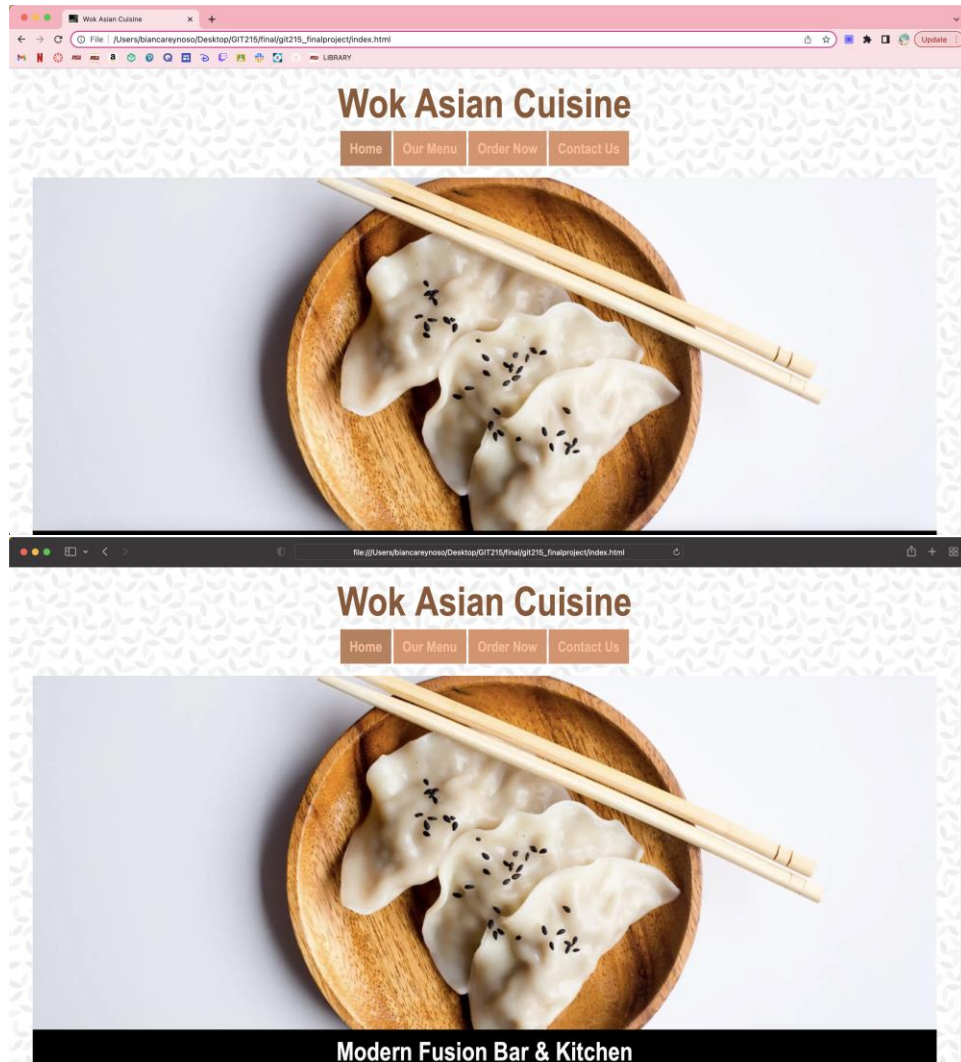 Wok Asian Cuisine
File /Users/biancareynoso/Desktop/GIT215/final/git215_finalproject/index.html
Update
LIBRARY
Wok Asian Cuisine
Home Our Menu Order Now Contact Us
file:///Users/biancareynoso/Desktop/GIT215/final/git215_finalproject/index.html
Wok Asian Cuisine
Home Our Menu Order Now Contact Us
Modern Fusion Bar & Kitchen